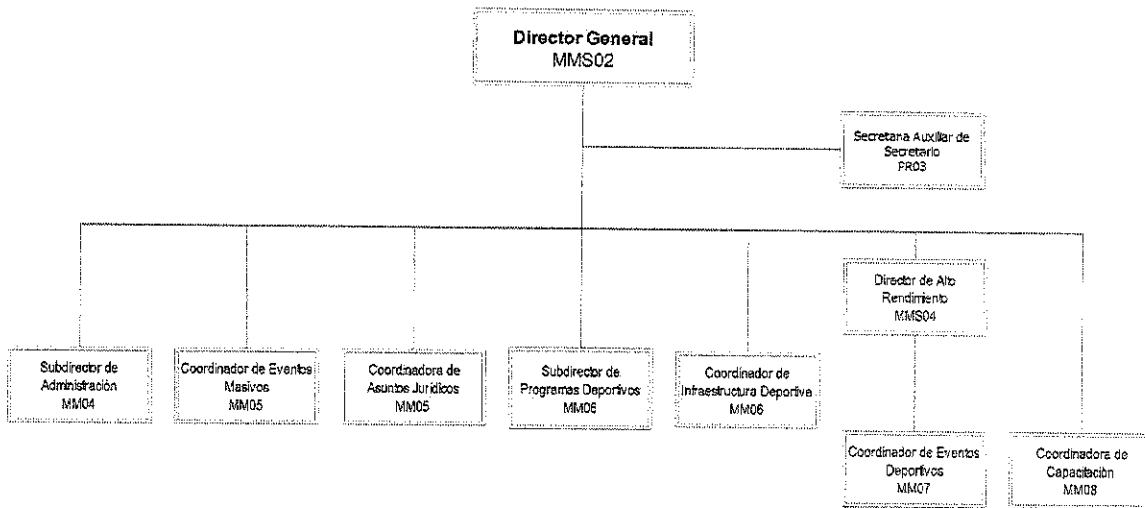 Director General
MMS02
Secretaria Auxiliar de
Secretario
PR03
Director de Alto
Rendimiento
MMS04
Subdirector de
Administración
MM04
Coordinador de Eventos
Masivos
MM05
Coordinadora de
Asuntos Jurídicos
MM05
Subdirector de
Programas Deportivos
MM06
Coordinador de
Infraestructura Deportiva
MM06
Coordinador de Eventos
Deportivos
MM07
Coordinadora de
Capacitación
MM08